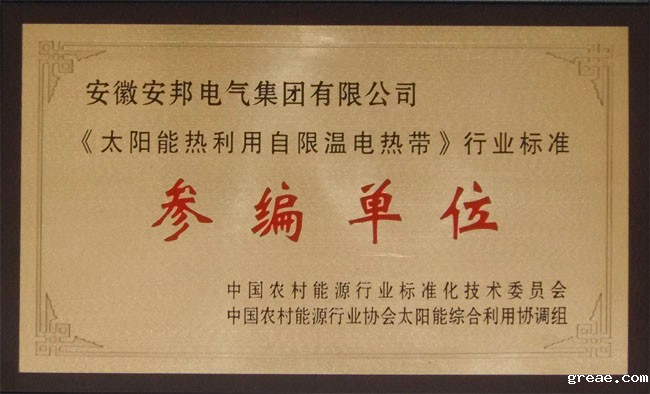 安徽安邦电气集团有限公司
《太阳能热利用自限温电热带》行业标准
参编单位
中国农村能源行业标准化技术委员会
中国农村能源行业协会太阳能综合利用协调组
greae.com